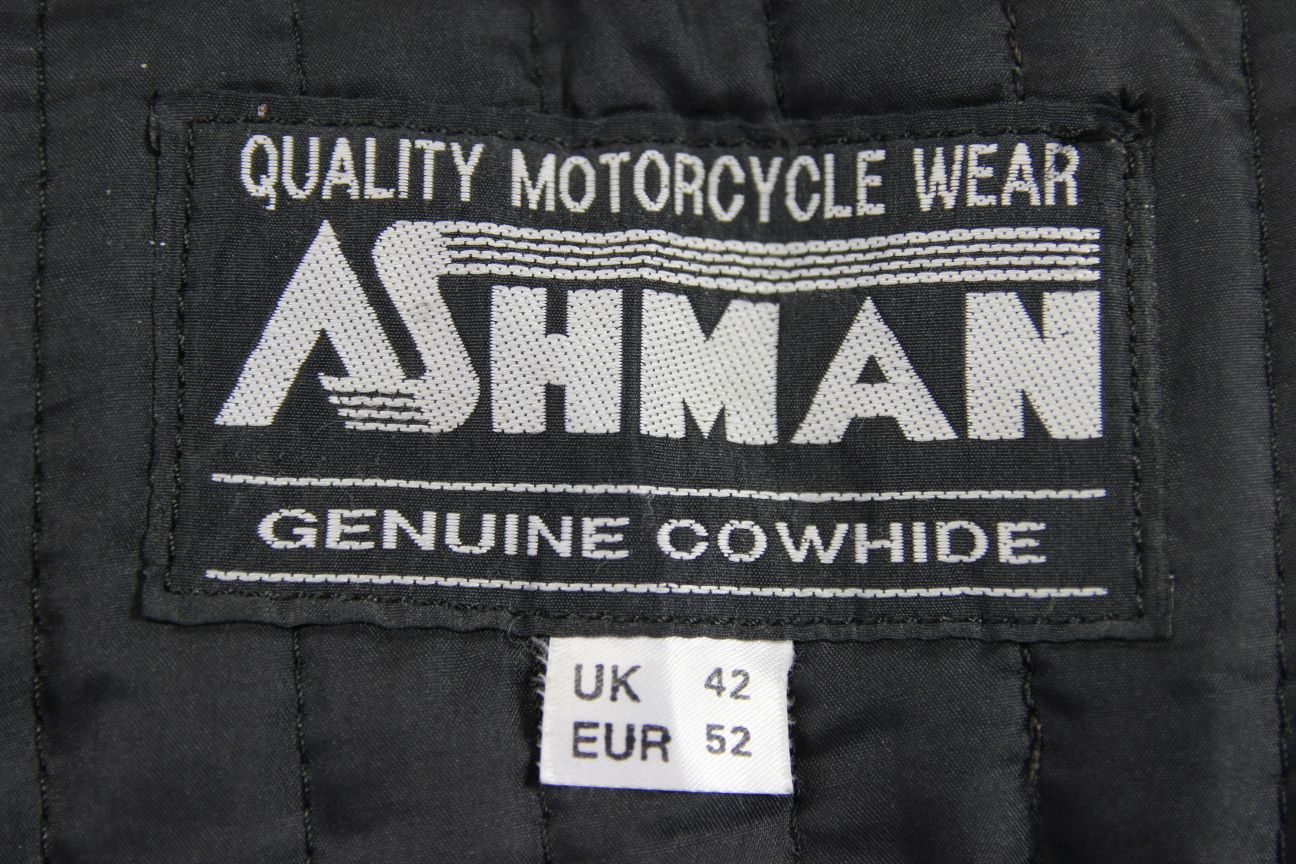 QUALITY MOTORCYCLE WEAR
ASHMAN
GENUINE COWHIDE
UK 42
EUR 52